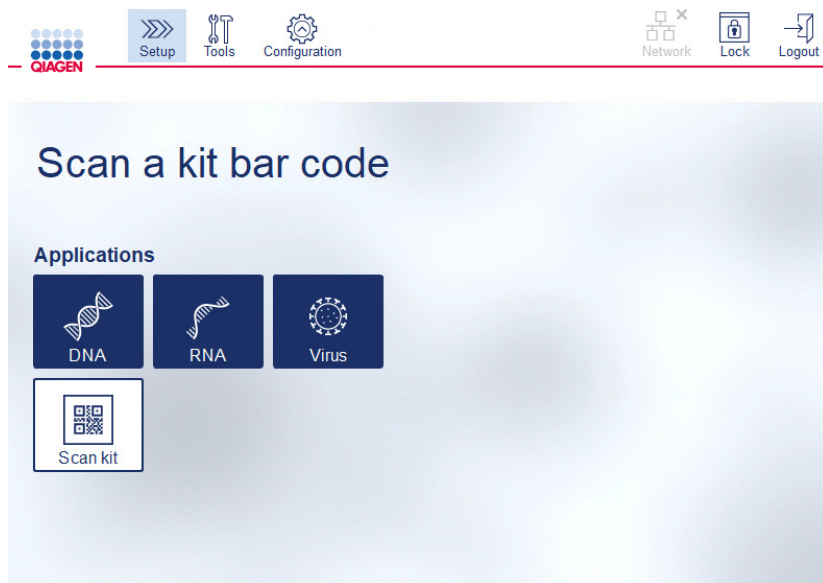 QIAGEN
Setup
Tools
Configuration
Network
Lock
Logout
Scan a kit bar code
Applications
DNA
RNA
Virus
Scan kit